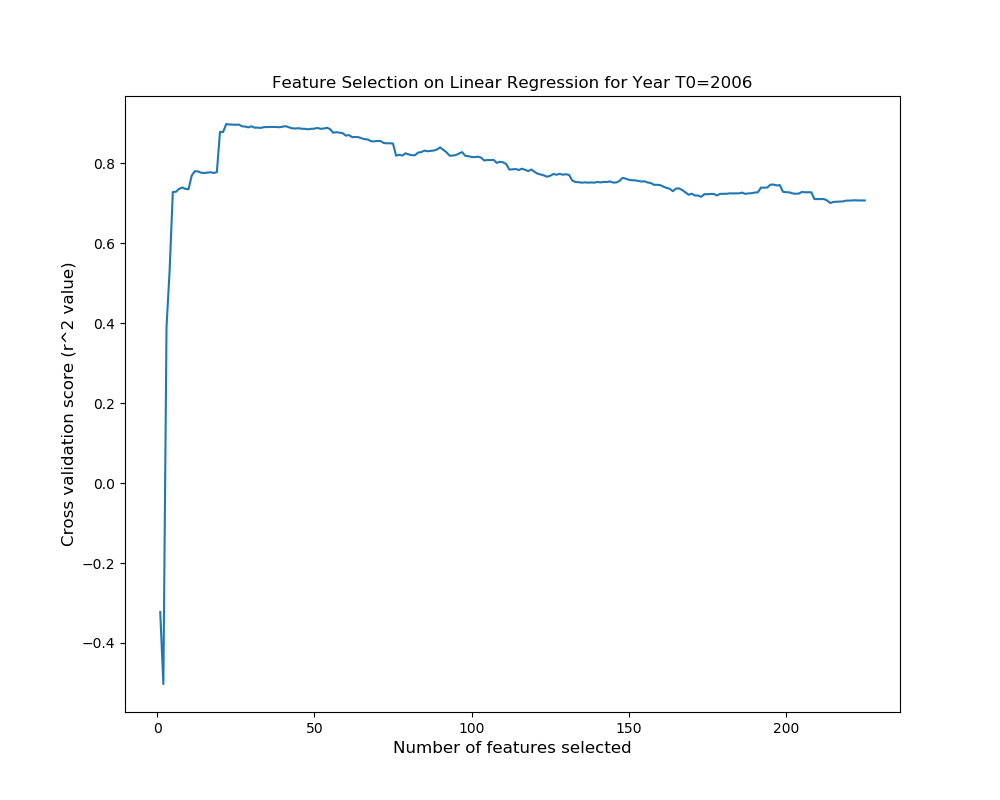 Feature Selection on Linear Regression for Year T0=2006
0.8
0.6
0.4
0.2
0.0
−0.2
−0.4
Cross validation score (r^2 value)
0 50 100 150 200
Number of features selected